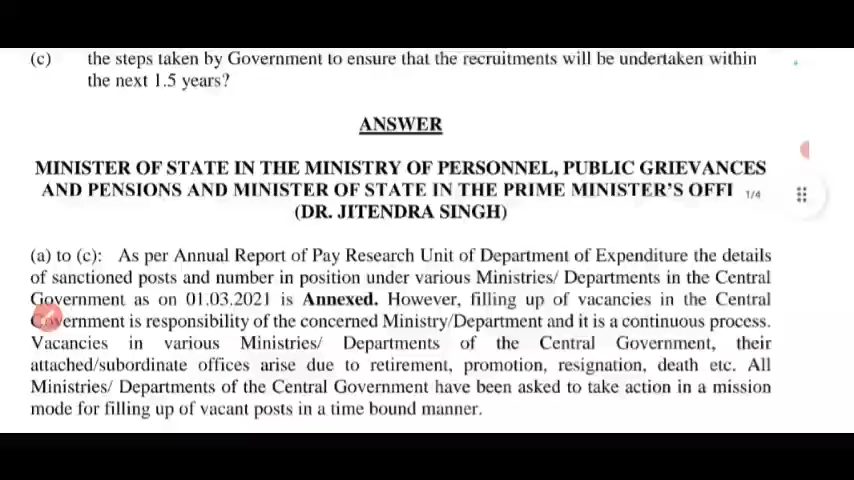 (c) the steps taken by Government to ensure that the recruitments will be undertaken within
the next 1.5 years?
ANSWER
MINISTER OF STATE IN THE MINISTRY OF PERSONNEL, PUBLIC GRIEVANCES
AND PENSIONS AND MINISTER OF STATE IN THE PRIME MINISTER'S OFFI
1/4
(DR. JITENDRA SINGH)
(a) to (c): As per Annual Report of Pay Research Unit of Department of Expenditure the details
of sanctioned posts and number in position under various Ministries/ Departments in the Central
Government as on 01.03.2021 is Annexed. However, filling up of vacancies in the Central
Government is responsibility of the concerned Ministry/Department and it is a continuous process.
Vacancies in various Ministries/ Departments of the Central Government, their
attached/subordinate offices arise due to retirement, promotion, resignation, death etc. All
Ministries/ Departments of the Central Government have been asked to take action in a mission
mode for filling up of vacant posts in a time bound manner.